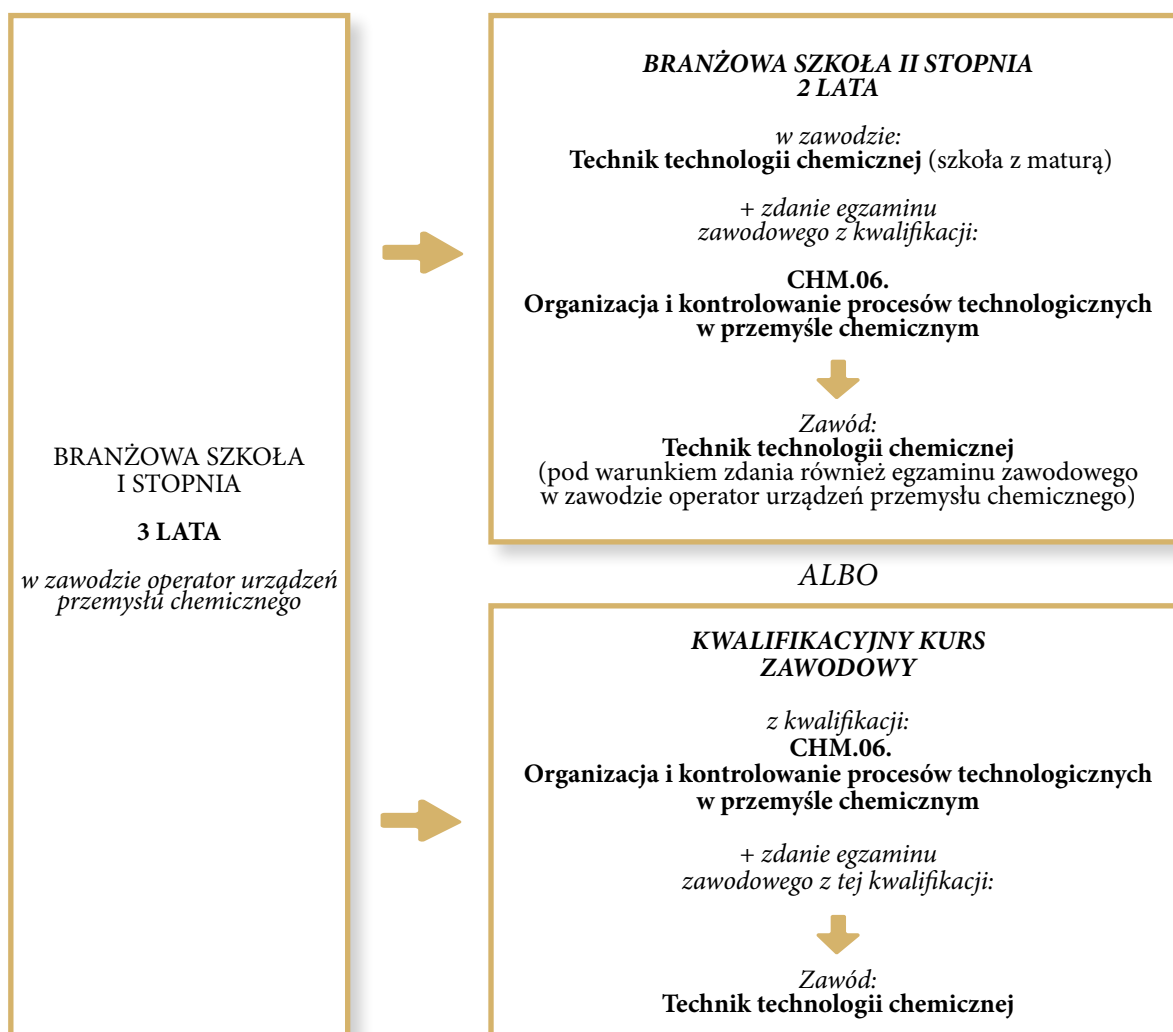 BRANŻOWA SZKOŁA
I STOPNIA
3 LATA
w zawodzie operator urządzeń
przemysłu chemicznego
BRANŻOWA SZKOŁA II STOPNIA
2 LATA
w zawodzie:
Technik technologii chemicznej (szkoła z maturą)
+ zdanie egzaminu
zawodowego z kwalifikacji:
CHM.06.
Organizacja i kontrolowanie procesów technologicznych
w przemyśle chemicznym
Zawód:
Technik technologii chemicznej
(pod warunkiem zdania również egzaminu zawodowego
w zawodzie operator urządzeń przemysłu chemicznego)
ALBO
KWALIFIKACYJNY KURS
ZAWODOWY
z kwalifikacji:
CHM.06.
Organizacja i kontrolowanie procesów technologicznych
w przemyśle chemicznym
+ zdanie egzaminu
zawodowego z tej kwalifikacji:
Zawód:
Technik technologii chemicznej